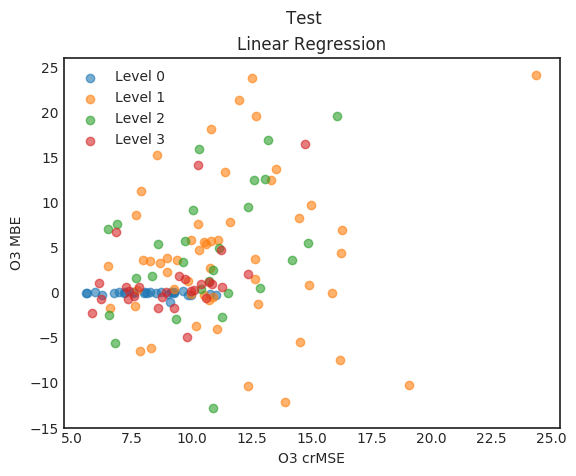 Test
Linear Regression
Level 0
Level 1
Level 2
Level 3
O3 MBE
25
20
15
10
5
0
−5
−10
−15
5.0 7.5 10.0 12.5 15.0 17.5 20.0 22.5 25.0
O3 crMSE